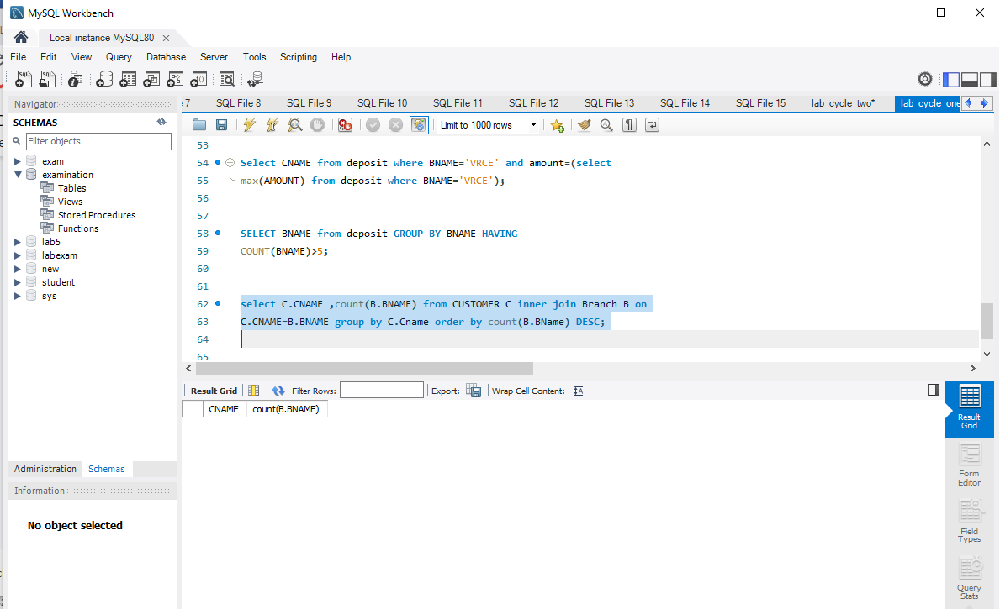 MySQL Workbench
Local instance MySQL80
File Edit View Query Database Server Tools Scripting Help
Navigator
SCHEMAS
Filter objects
exam
examination
Tables
Views
Stored Procedures
Functions
lab5
labexam
new
student
sys
Administration Schemas
Information
No object selected
7 SQL File 8 SQL File 9 SQL File 10 SQL File 11 SQL File 12 SQL File 13 SQL File 14 SQL File 15 lab_cycle_two* lab_cycle_one
Limit to 1000 rows
53
54 Select CNAME from deposit where BNAME='VRCE' and amount=(select
55 max(AMOUNT) from deposit where BNAME='VRCE');
56
57
58 SELECT BNAME from deposit GROUP BY BNAME HAVING
59 COUNT(BNAME)>5;
60
61
62 select C.CNAME ,count(B.BNAME) from CUSTOMER C inner join Branch B on
63 C.CNAME=B.BNAME group by C.Cname order by count(B.BName) DESC;
64
65
Result Grid Filter Rows: Export: Wrap Cell Content:
CNAME count(B.BNAME)
Result
Grid
Form
Editor
Field
Types
Query
Stats